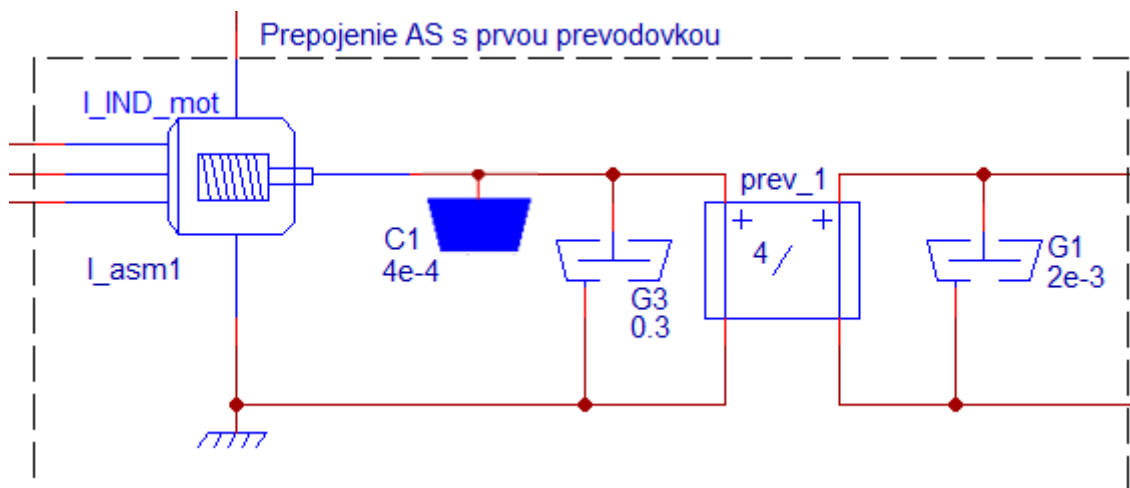 Prepojenie AS s prvou prevodovkou
I_IND_mot
I_asm1
C1
4e-4
G3
0.3
prev_1
+ +
4/
G1
2e-3